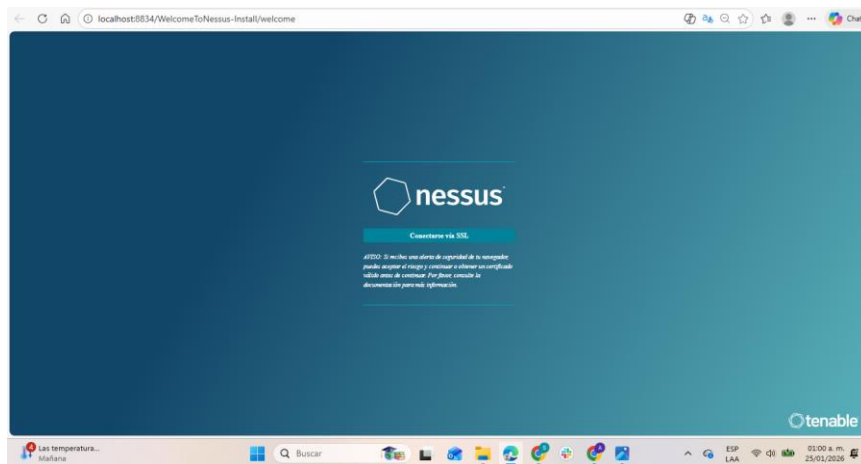 localhost:8834/WelcomeToNessus-Install/welcome
Chat
nessus
Conectarse vía SSL
AVISO: Si recibes una alerta de seguridad de tu navegador,
puedes aceptar el riesgo y continuar o obtener un certificado
válido antes de continuar. Por favor, consulte la
documentación para más información.
tenable
4
Las temperatura...
Mañana
Buscar
ESP
LAA
01:00 a. m.
25/01/2026